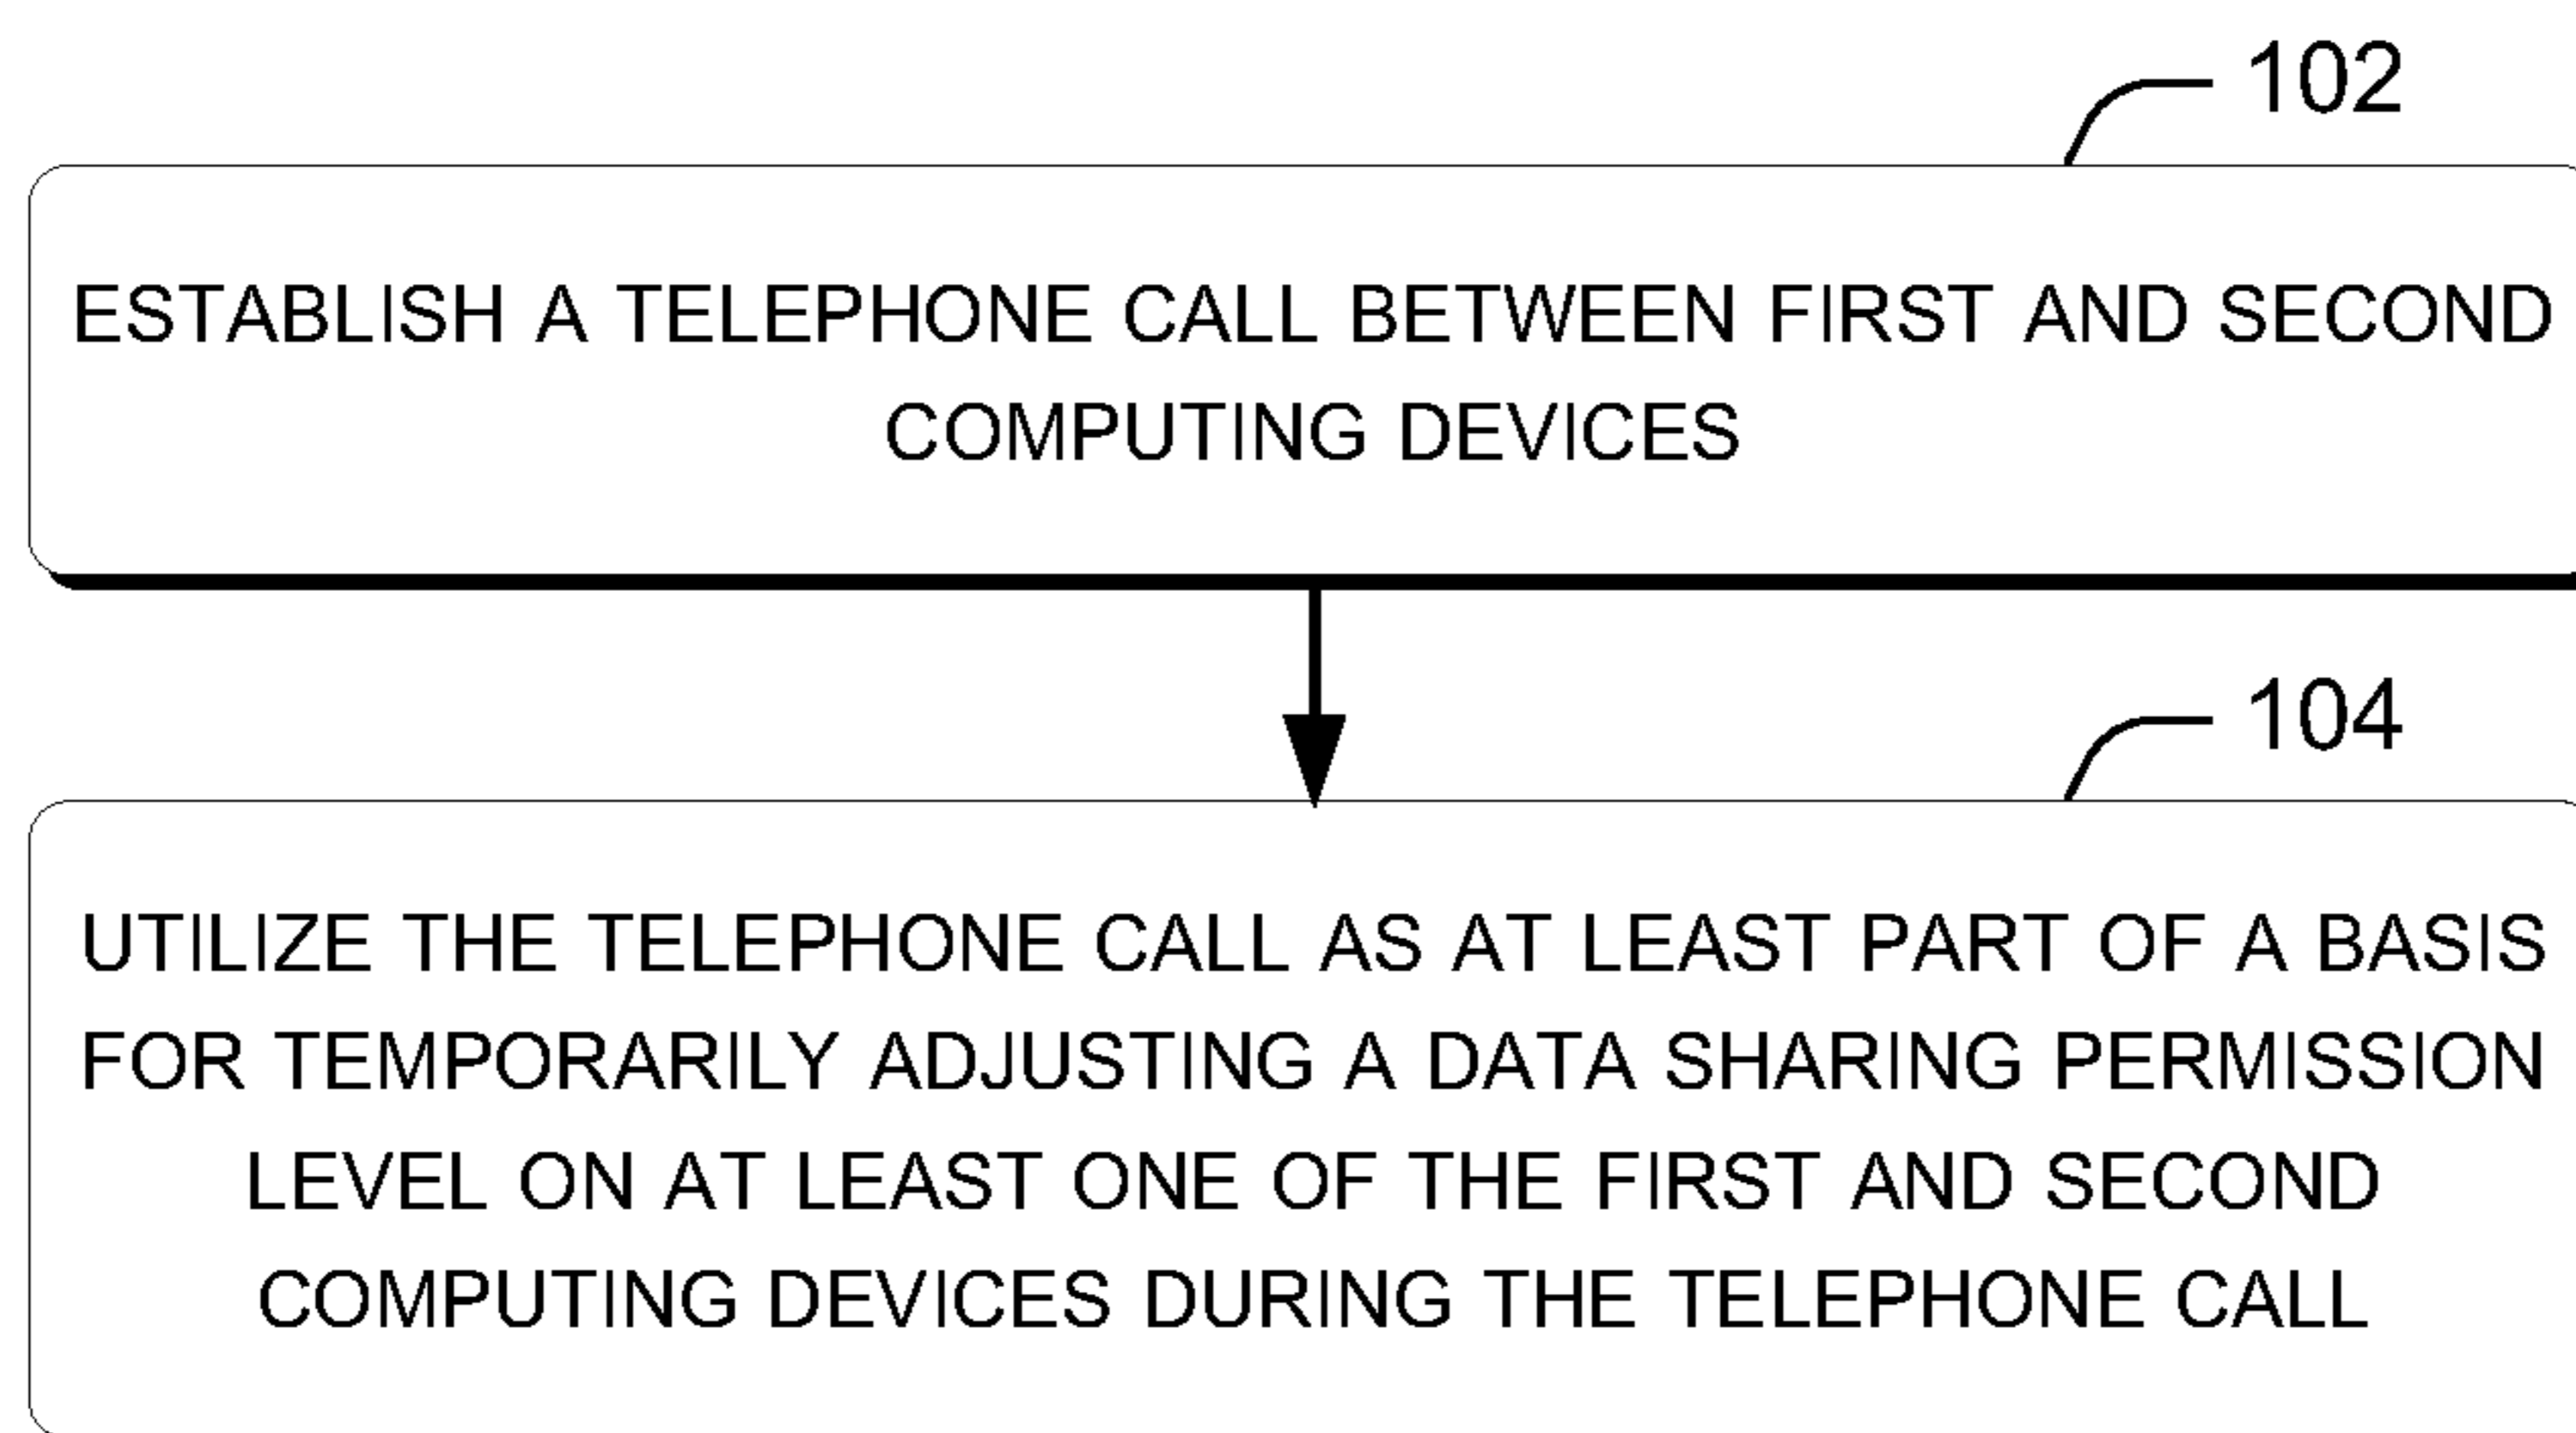 102
ESTABLISH A TELEPHONE CALL BETWEEN FIRST AND SECOND
COMPUTING DEVICES
104
UTILIZE THE TELEPHONE CALL AS AT LEAST PART OF A BASIS
FOR TEMPORARILY ADJUSTING A DATA SHARING PERMISSION
LEVEL ON AT LEAST ONE OF THE FIRST AND SECOND
COMPUTING DEVICES DURING THE TELEPHONE CALL